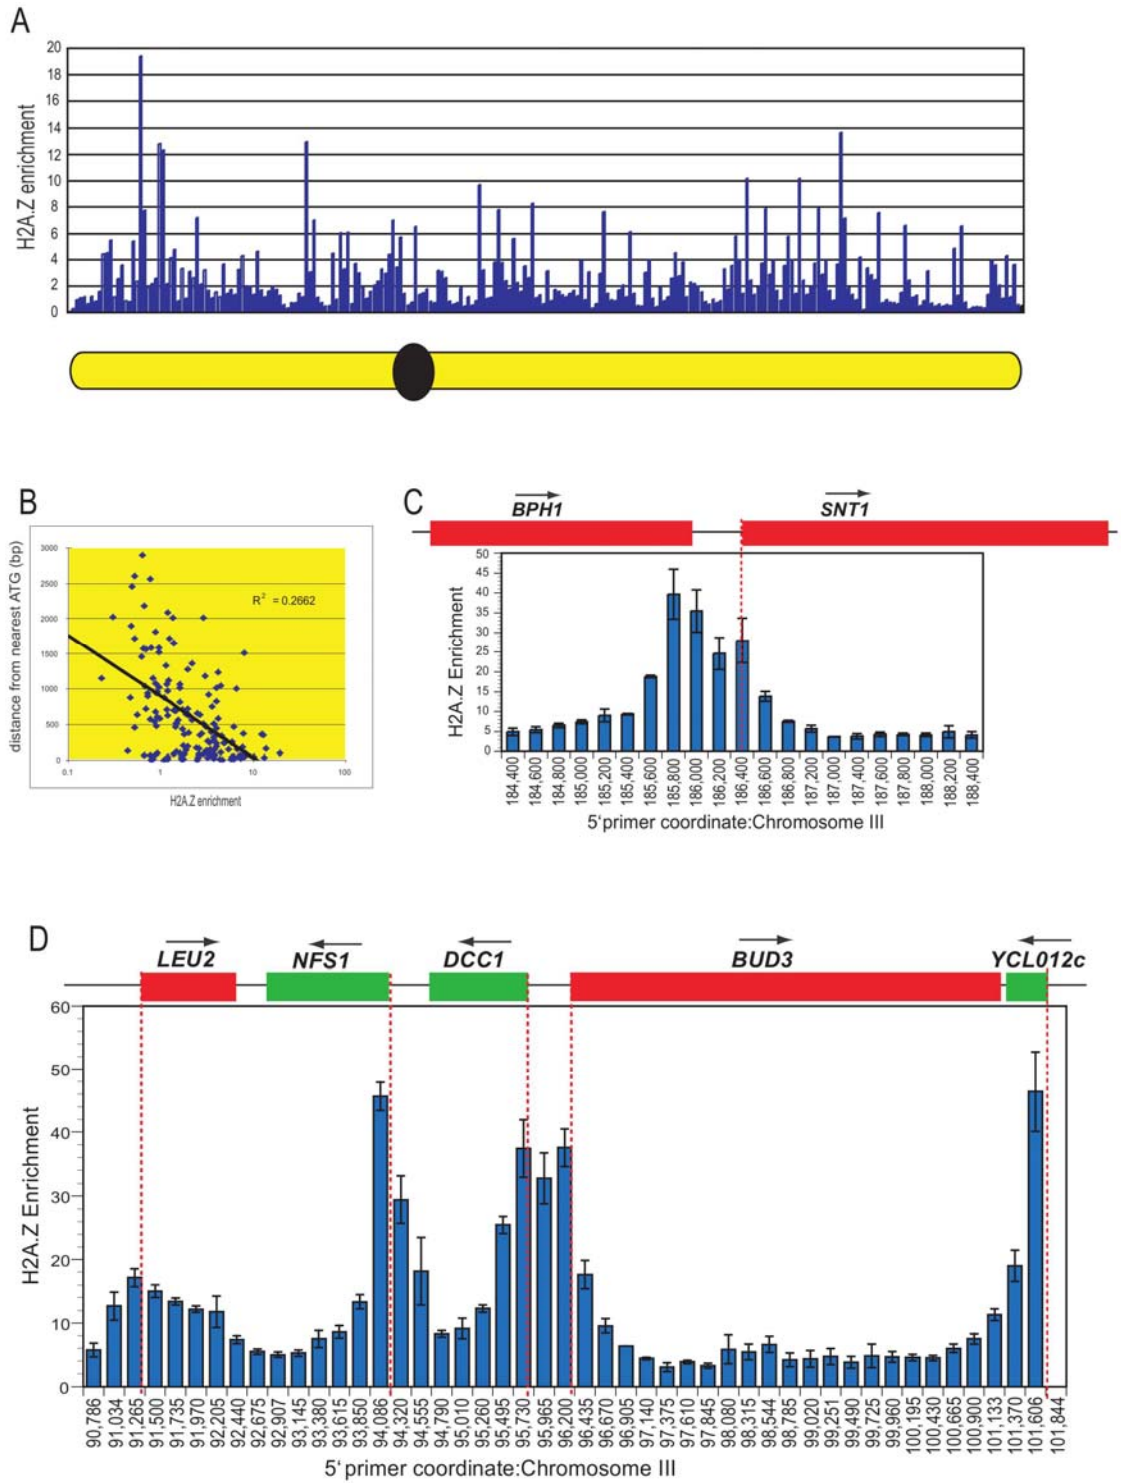 A
H2A.Z enrichment
20
18
16
14
12
10
8
6
4
2
0
B
distance from nearest ATG (bp)
3000
2500
2000
1500
1000
500
0
R2 = 0.2662
0.1 1 10 100
H2A.Z enrichment
C
BPH1 SNT1
H2A.Z Enrichment
50
45
40
35
30
25
20
15
10
5
0
184,400 184,600 184,800 185,000 185,200 185,400 185,600 185,800 186,000 186,200 186,400 186,600 186,800 187,200 187,000 187,400 187,600 187,800 188,000 188,200 188,400
5'primer coordinate:Chromosome III
D
LEU2 NFS1 DCC1 BUD3 YCL012c
H2A.Z Enrichment
60
50
40
30
20
10
0
90,786 91,034 91,265 91,500 91,735 91,970 92,205 92,440 92,675 92,907 93,145 93,380 93,615 93,850 94,086 94,320 94,555 94,790 95,010 95,260 95,495 95,730 95,965 96,200 96,435 96,670 96,905 97,140 97,375 97,610 97,845 98,080 98,315 98,544 98,785 99,020 99,251 99,490 99,725 99,960 100,195 100,430 100,665 100,900 101,133 101,370 101,606 101,844
5'primer coordinate:Chromosome III